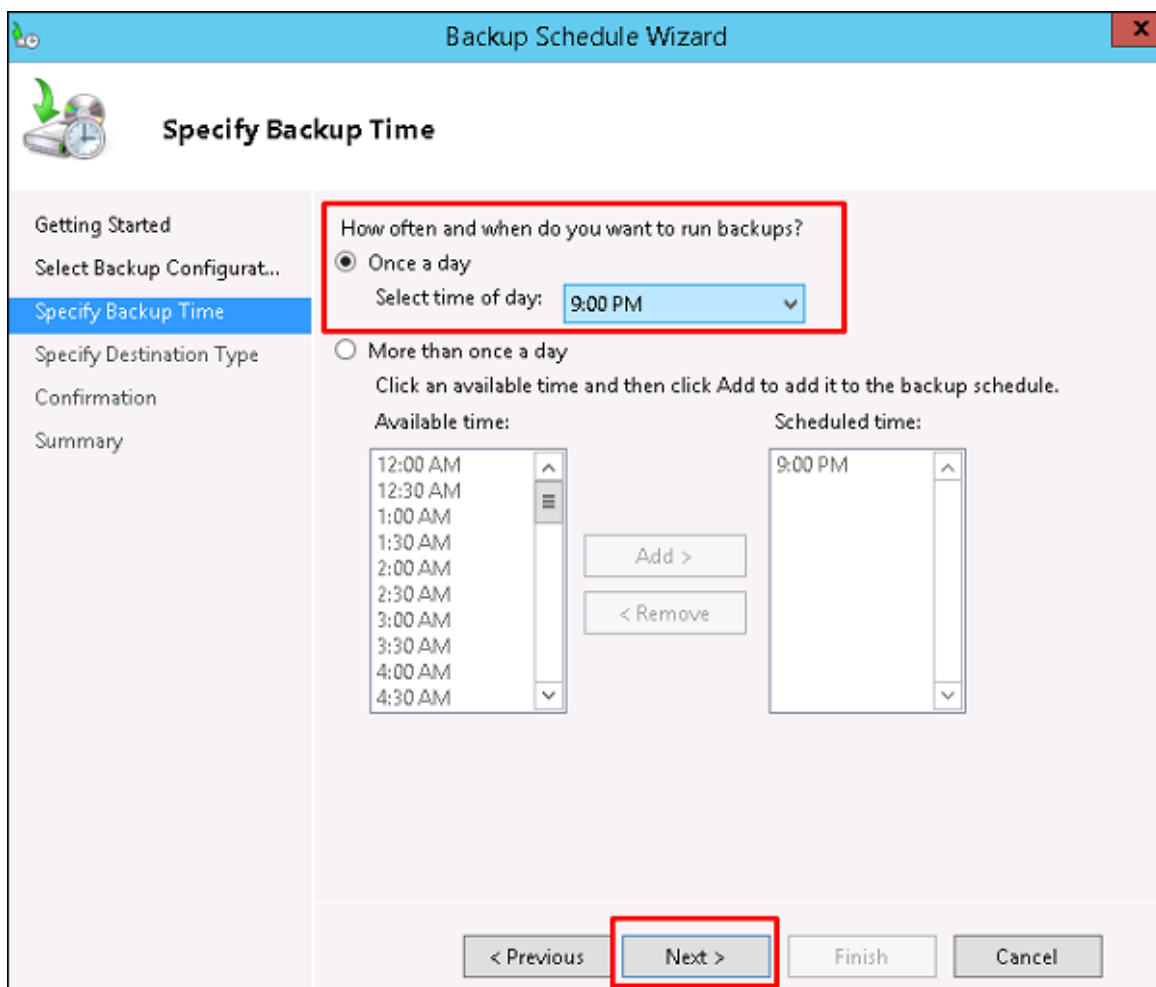 Backup Schedule Wizard
x
Specify Backup Time
Getting Started
Select Backup Configurat...
Specify Backup Time
Specify Destination Type
Confirmation
Summary
How often and when do you want to run backups?
Once a day
Select time of day: 9:00 PM
More than once a day
Click an available time and then click Add to add it to the backup schedule.
Available time:
12:00 AM
12:30 AM
1:00 AM
1:30 AM
2:00 AM
2:30 AM
3:00 AM
3:30 AM
4:00 AM
4:30 AM
Add >
< Remove
Scheduled time:
9:00 PM
< Previous Next > Finish Cancel